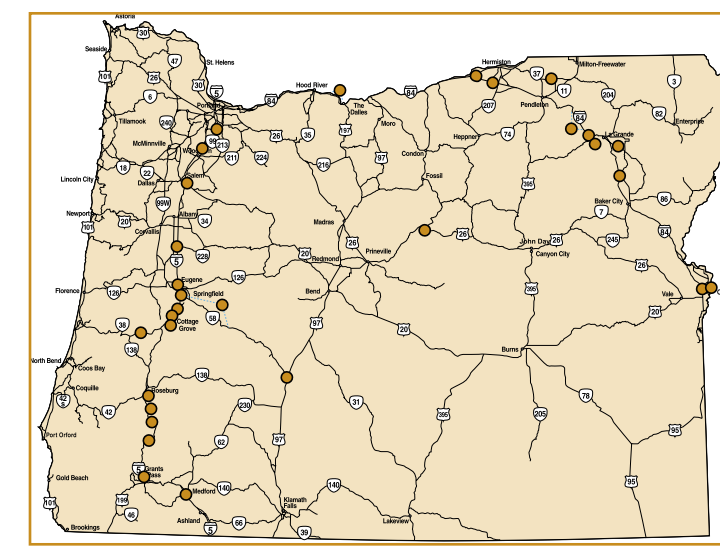 Astoria
30
Seaside
47
St. Helens
Hermiston
Milton-Freewater
101
26
30
5
37
3
Hood River
84
84
11
204
6
Portland
The
Dalles
207
Pendleton
82
Tillamook
240
Moro
84
Enterprise
99
213
26
35
197
Heppner
74
La Grande
McMinnville
211
224
97
Condon
18
22
216
Fossil
Lincoln City
Dallas
Salem
395
99W
Baker City
86
Newport
Albany
34
7
20
Madras
101
Corvallis
26
John Day
26
245
84
228
20
Prineville
26
5
Redmond
Canyon City
26
126
Eugene
Florence
126
Springfield
Bend
395
Vale
58
20
38
Cottage
Grove
97
20
138
Burns
North Bend
Coos Bay
138
Coquille
Roseburg
31
78
42
S
42
230
395
205
Port Orford
62
97
95
5
Grants
Pass
Gold Beach
Medford
140
140
95
101
199
Klamath
Falls
46
Ashland
66
Lakeview
Brookings
5
39